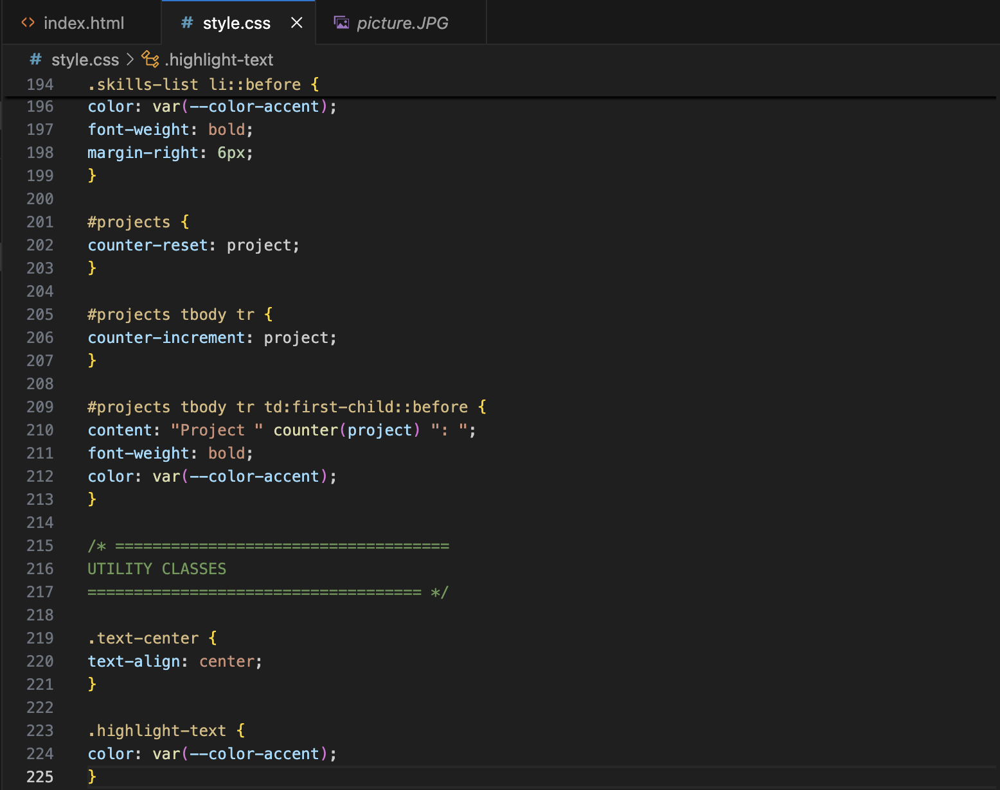 index.html
style.css
picture.JPG
# style.css > .highlight-text
194 .skills-list li::before {
196 color: var(--color-accent);
197 font-weight: bold;
198 margin-right: 6px;
199 }
200
201 #projects {
202 counter-reset: project;
203 }
204
205 #projects tbody tr {
206 counter-increment: project;
207 }
208
209 #projects tbody tr td:first-child::before {
210 content: "Project " counter(project) ": ";
211 font-weight: bold;
212 color: var(--color-accent);
213 }
214
215 /* ====================================
216 UTILITY CLASSES
217 ==================================== */
218
219 .text-center {
220 text-align: center;
221 }
222
223 .highlight-text {
224 color: var(--color-accent);
225 }